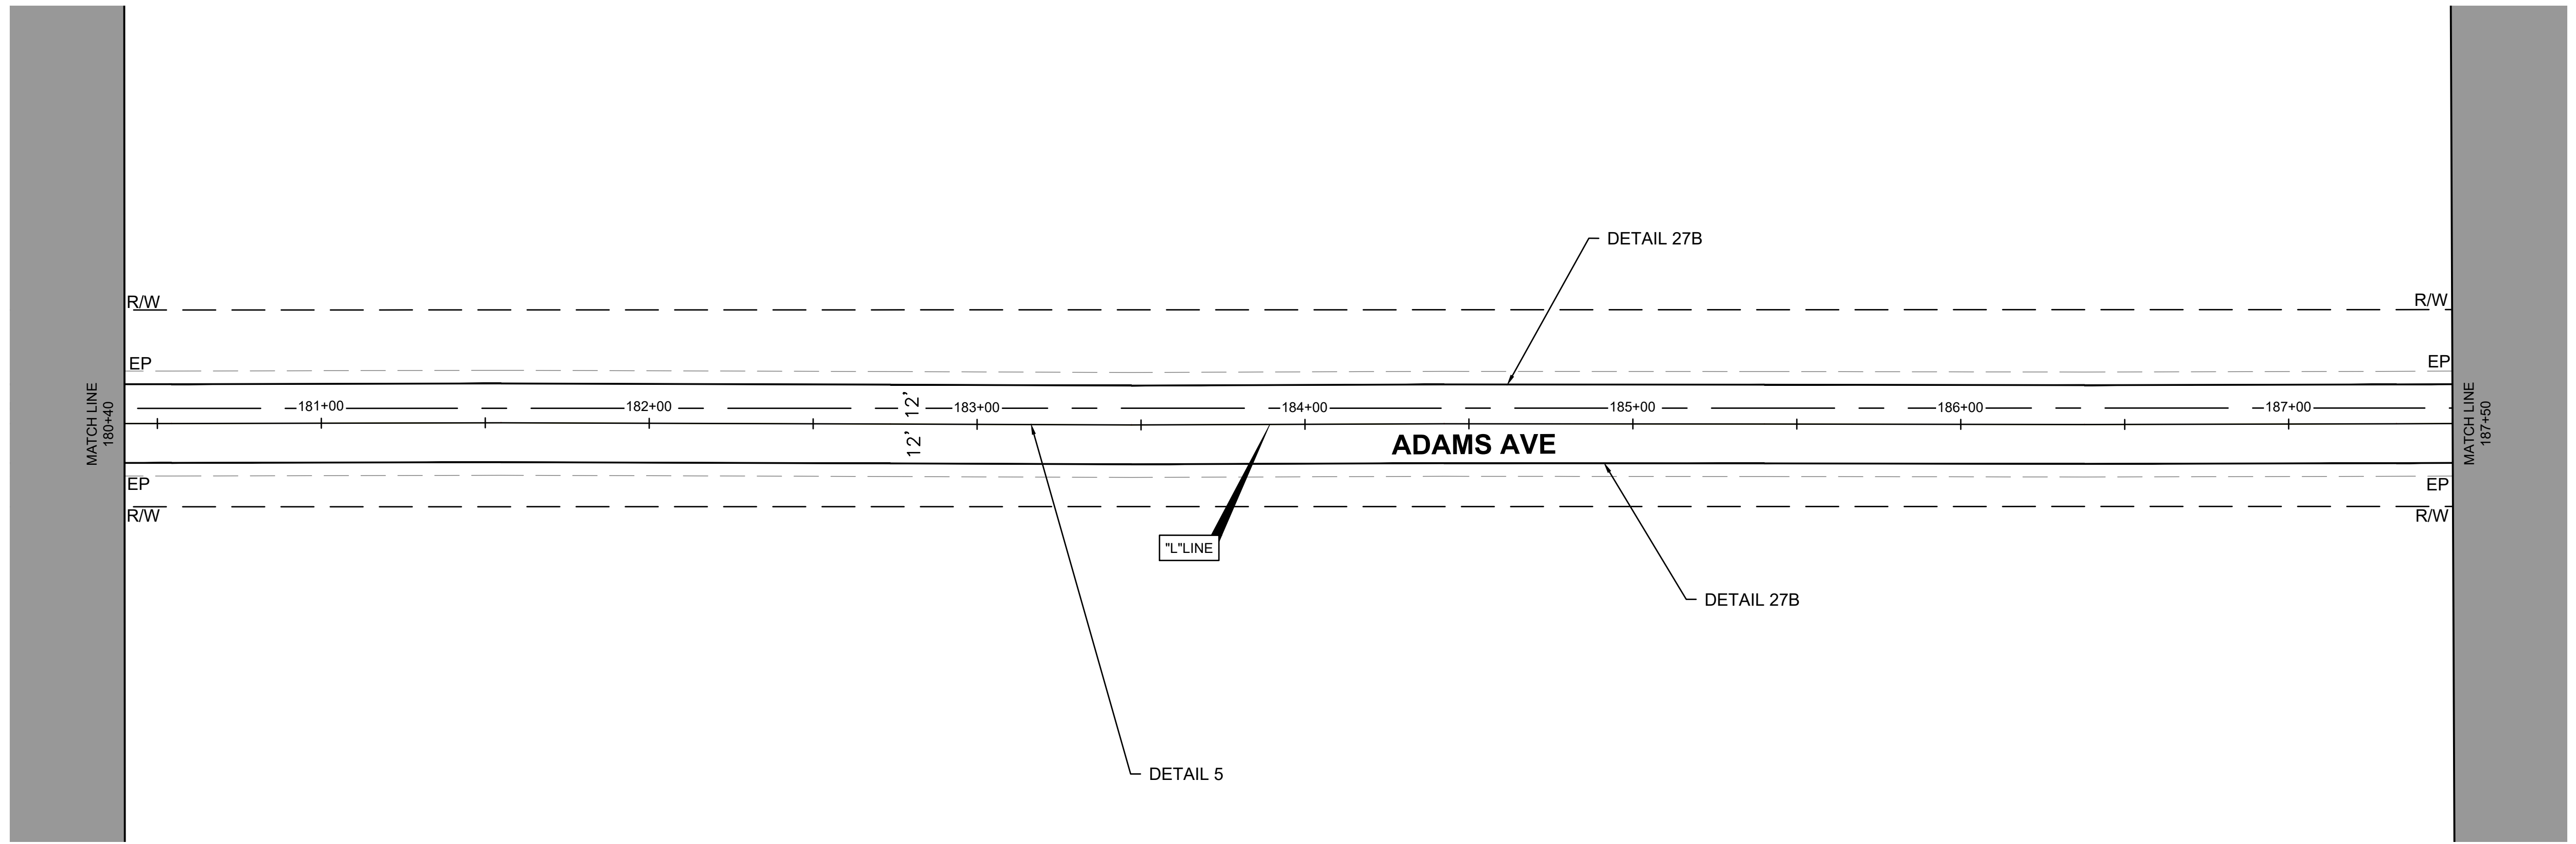 DETAIL 27B
R/W
R/W
EP
EP
MATCH LINE
180+40
181+00
182+00
12'
12'
183+00
184+00
185+00
186+00
187+00
MATCH LINE
187+50
ADAMS AVE
EP
EP
R/W
R/W
"L"LINE
DETAIL 27B
DETAIL 5